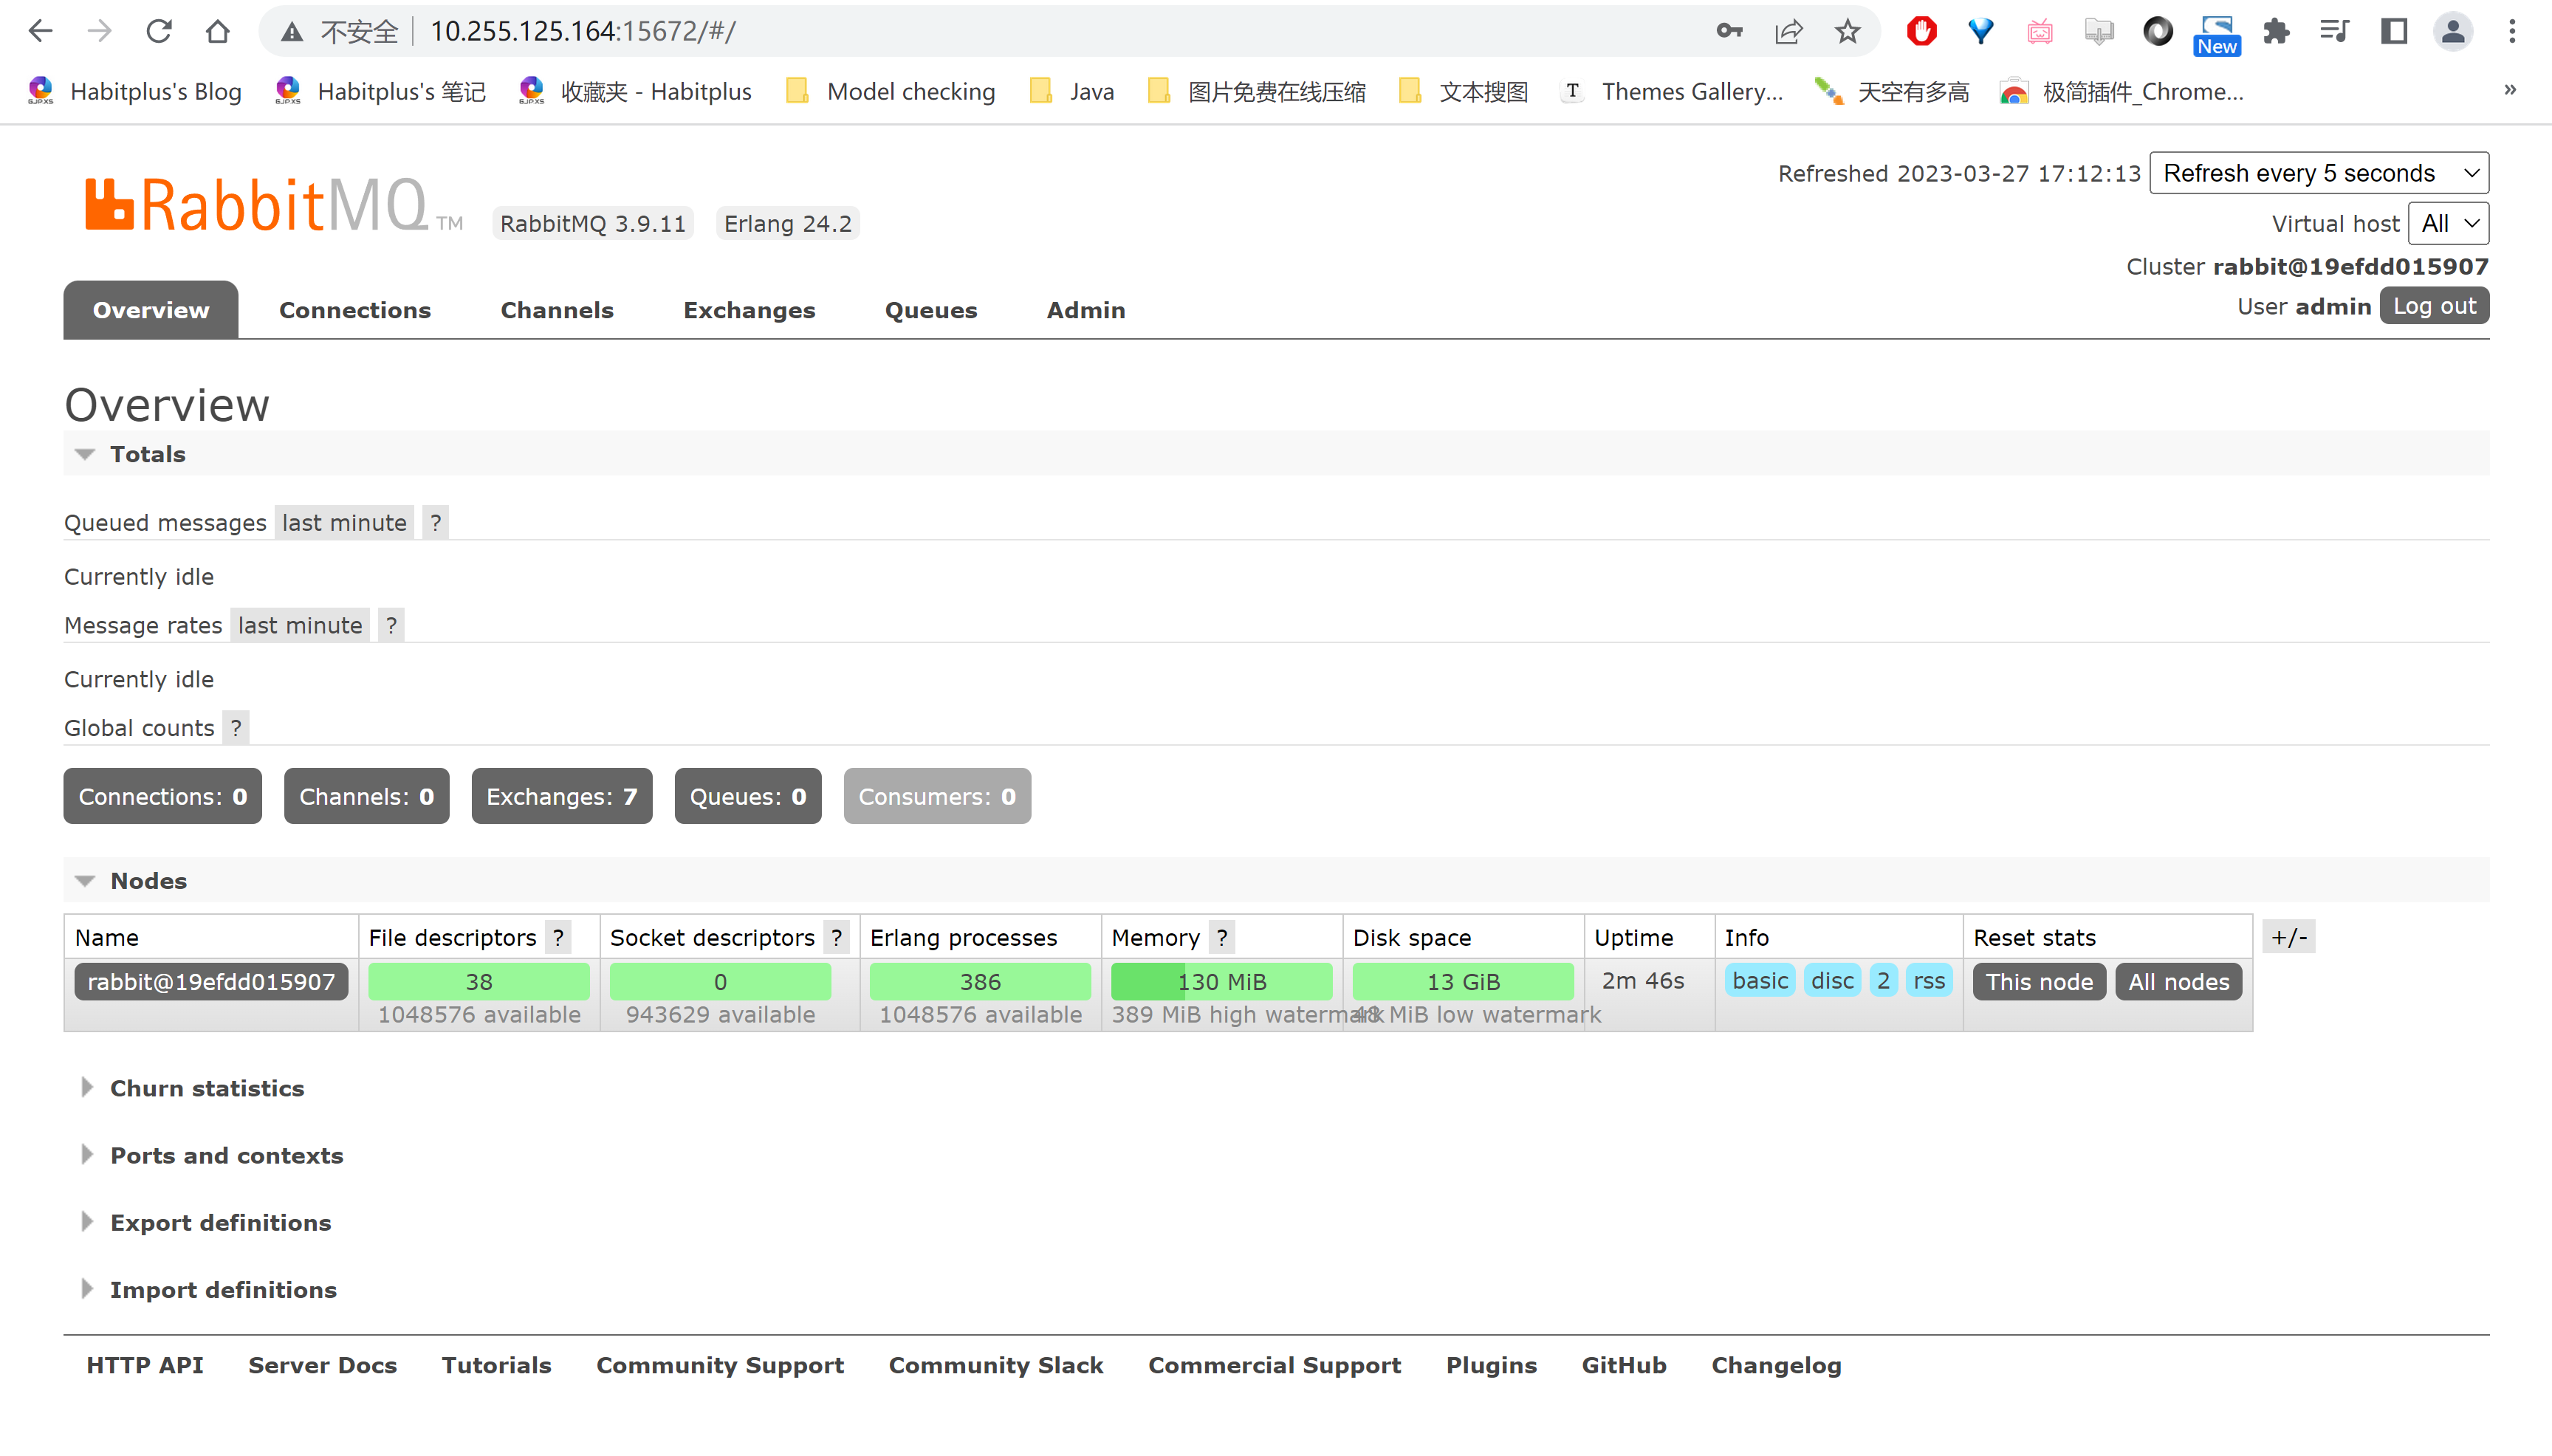 不安全 10.255.125.164:15672/#/
New
Habitplus's Blog Habitplus's 笔记 收藏夹 - Habitplus Model checking Java 图片免费在线压缩 文本搜图 T Themes Gallery... 天空有多高 极简插件_Chrome... »
RabbitMQ TM RabbitMQ 3.9.11 Erlang 24.2
Refreshed 2023-03-27 17:12:13 Refresh every 5 seconds
Virtual host All
Cluster rabbit@19efdd015907
User admin Log out
Overview Connections Channels Exchanges Queues Admin
Overview
Totals
Queued messages last minute ?
Currently idle
Message rates last minute ?
Currently idle
Global counts ?
Connections: 0 Channels: 0 Exchanges: 7 Queues: 0 Consumers: 0
Nodes
Name File descriptors ? Socket descriptors ? Erlang processes Memory ? Disk space Uptime Info Reset stats +/-
rabbit@19efdd015907 38 0 386 130 MiB 13 GiB 2m 46s basic disc 2 rss This node All nodes
1048576 available 943629 available 1048576 available 389 MiB high watermark 48 MiB low watermark
Churn statistics
Ports and contexts
Export definitions
Import definitions
HTTP API Server Docs Tutorials Community Support Community Slack Commercial Support Plugins GitHub Changelog